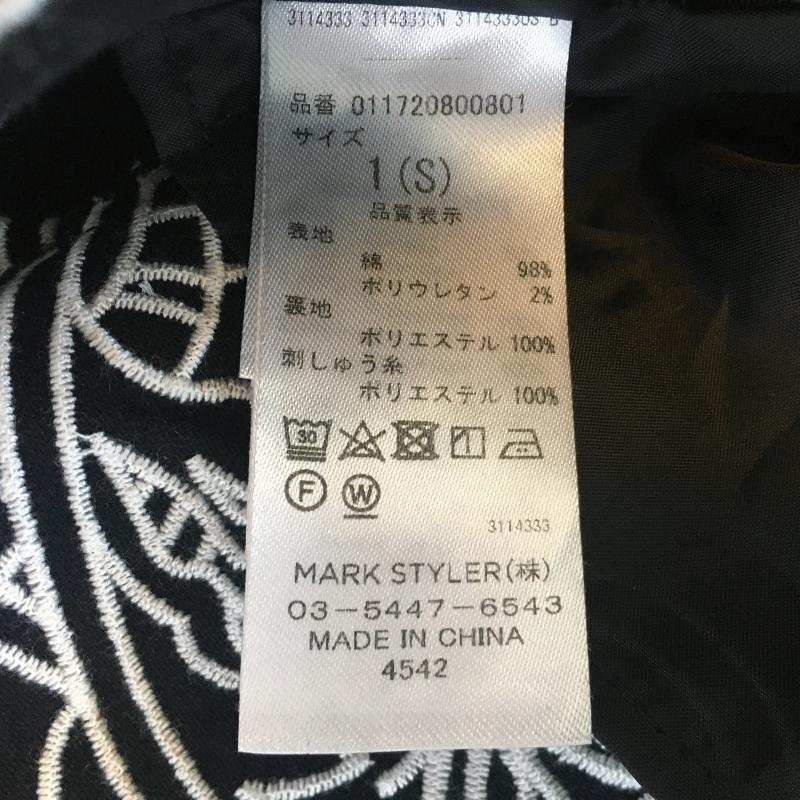 3114333 3114333CN 3114333US B
品番 011720800801
サイズ
1(S)
品質表示
表地
綿 98%
ポリウレタン 2%
裏地
ポリエステル 100%
刺しゅう糸
ポリエステル 100%
30
F W
3114333
MARK STYLER(株)
03-5447-6543
MADE IN CHINA
4542